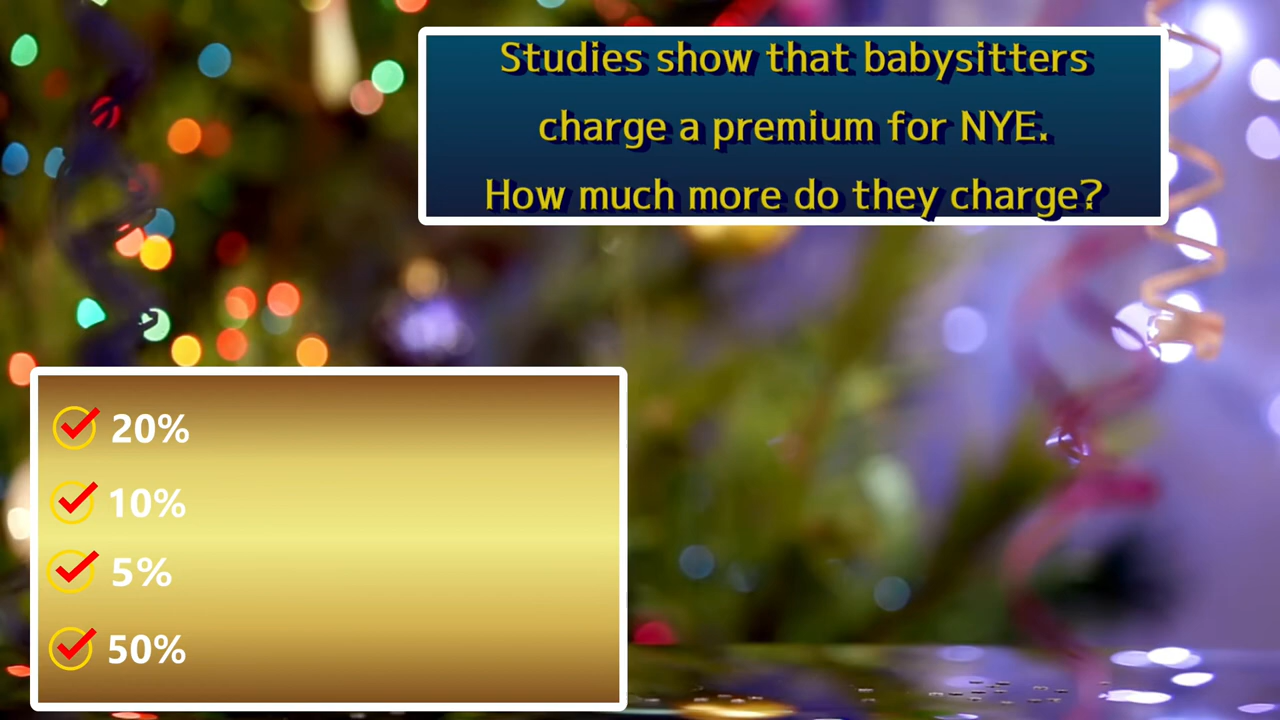 Studies show that babysitters
charge a premium for NYE.
How much more do they charge?
20%
10%
5%
50%